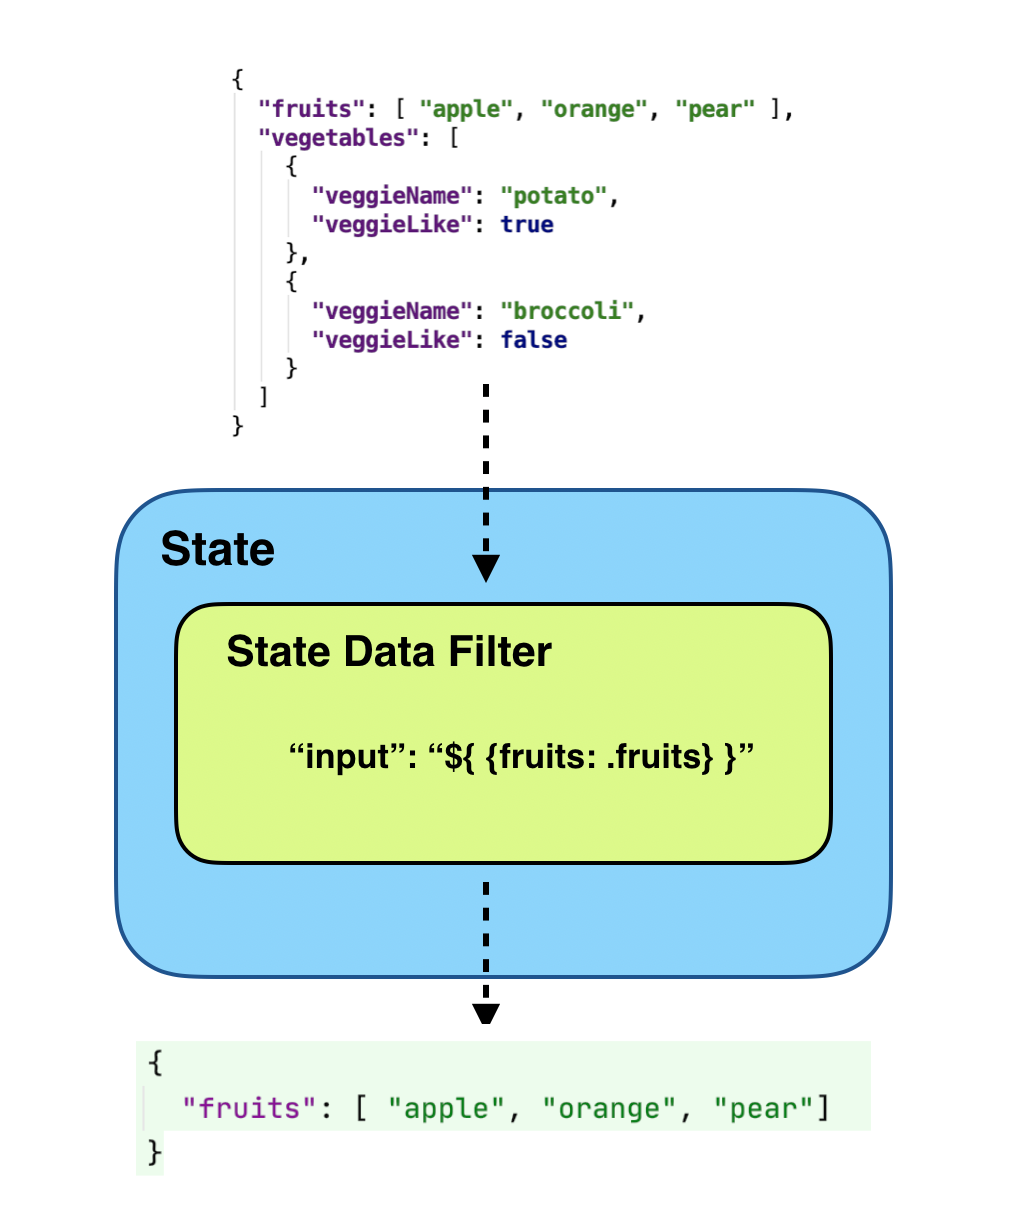 {
"fruits": [ "apple", "orange", "pear" ],
"vegetables": [
{
"veggieName": "potato",
"veggieLike": true
},
{
"veggieName": "broccoli",
"veggieLike": false
}
]
}
State
State Data Filter
“input”: “${ {fruits: .fruits} }”
{
"fruits": [ "apple", "orange", "pear"]
}